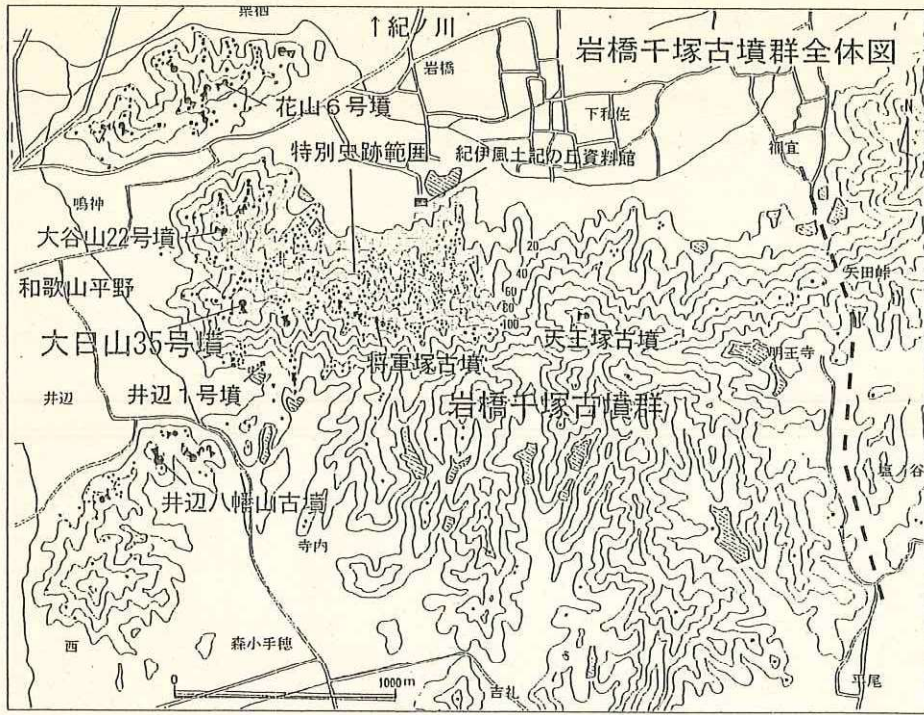 栗栖
↑紀ノ川
岩橋千塚古墳群全体図
岩橋
花山6号墳
下和佐
N
特別史跡範囲
紀伊風土記の丘資料館
禰宜
鳴神
大谷山22号墳
20
40
60
80
100
矢田峠
和歌山平野
大日山35号墳
将軍塚古墳
天王塚古墳
明王寺
井辺
井辺1号墳
岩橋千塚古墳群
井辺八幡山古墳
塩ノ谷
寺内
西
森小手穂
0
1000m
吉礼
平尾